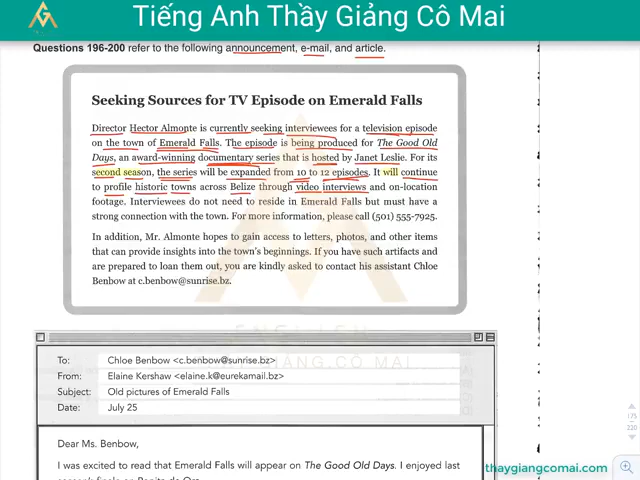 Tiếng Anh Thầy Giảng Cô Mai
Questions 196-200 refer to the following announcement, e-mail, and article.
Seeking Sources for TV Episode on Emerald Falls
Director Hector Almonte is currently seeking interviewees for a television episode
on the town of Emerald Falls. The episode is being produced for The Good Old
Days, an award-winning documentary series that is hosted by Janet Leslie. For its
second season, the series will be expanded from 10 to 12 episodes. It will continue
to profile historic towns across Belize through video interviews and on-location
footage. Interviewees do not need to reside in Emerald Falls but must have a
strong connection with the town. For more information, please call (501) 555-7925.
In addition, Mr. Almonte hopes to gain access to letters, photos, and other items
that can provide insights into the town's beginnings. If you have such artifacts and
are prepared to loan them out, you are kindly asked to contact his assistant Chloe
Benbow at c.benbow@sunrise.bz.
ENGLISH
GIẢNG.CÔ MAI
To: Chloe Benbow <c.benbow@sunrise.bz>
From: Elaine Kershaw <elaine.k@eurekamail.bz>
Subject: Old pictures of Emerald Falls
Date: July 25
Dear Ms. Benbow,
I was excited to read that Emerald Falls will appear on The Good Old Days. I enjoyed last
thaygiangcomai.com
175
220